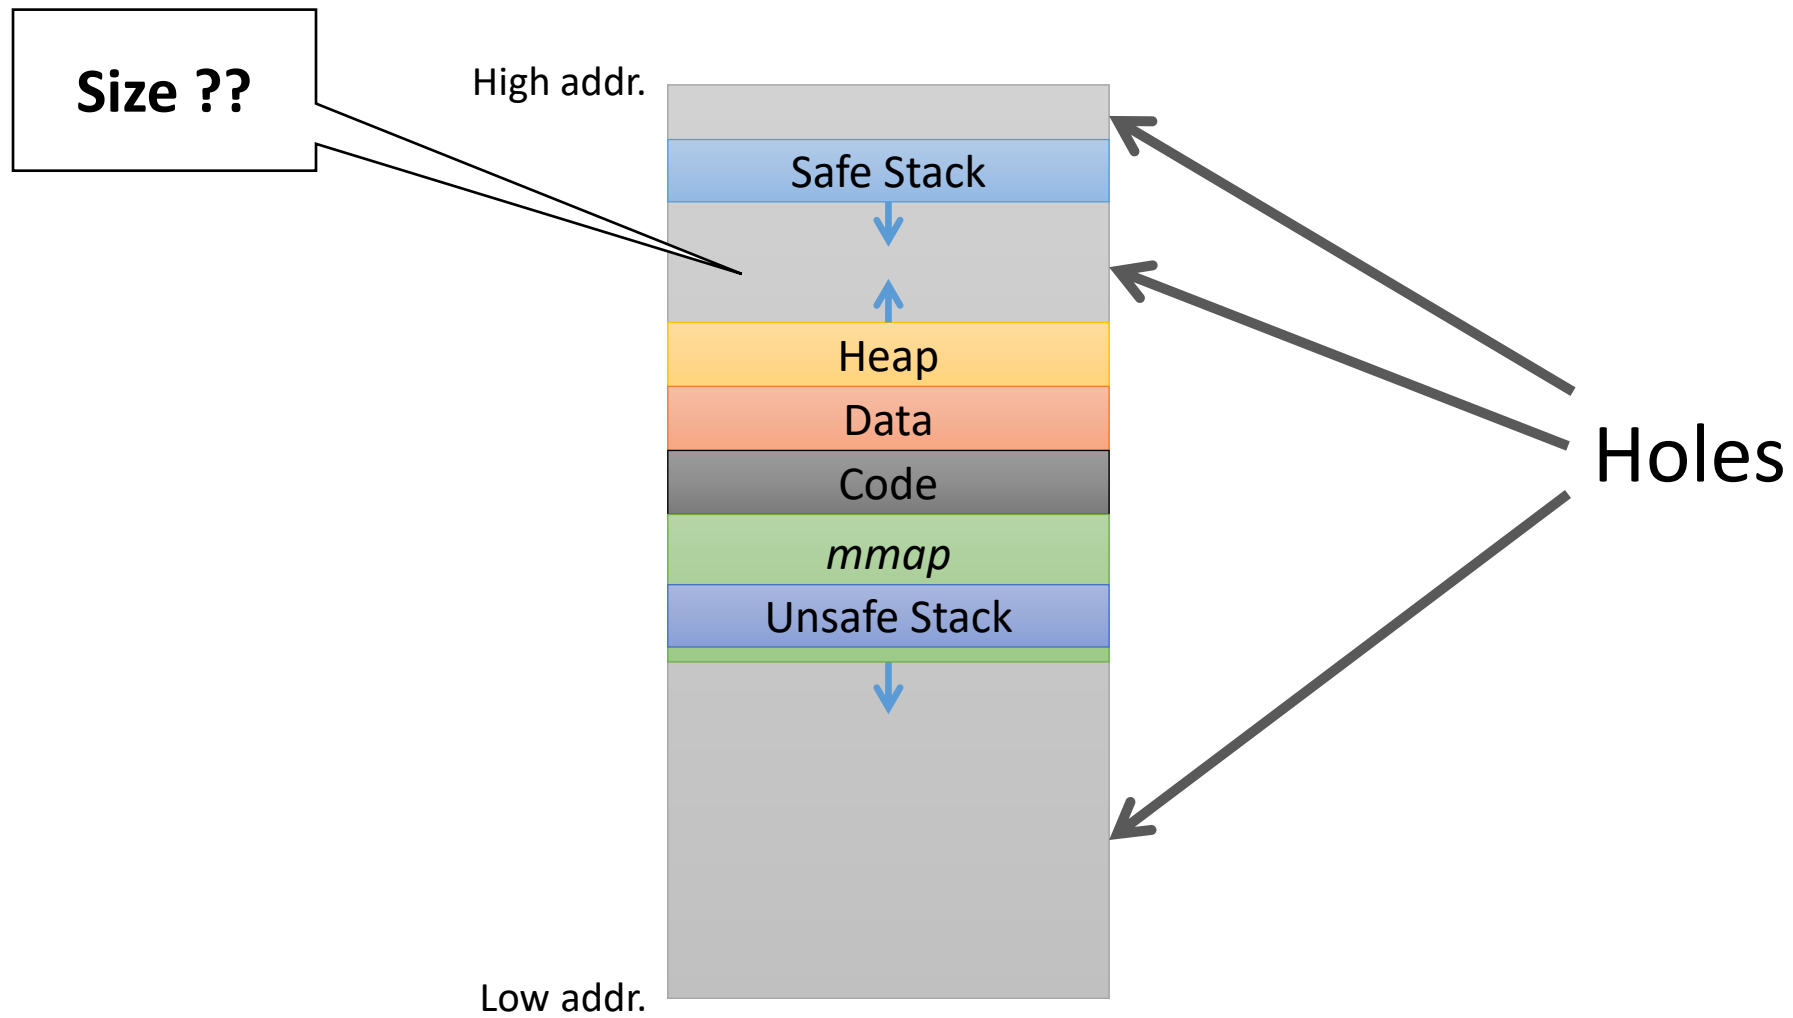 Size ??
High addr.
Safe Stack
Heap
Data
Code
mmap
Unsafe Stack
Holes
Low addr.